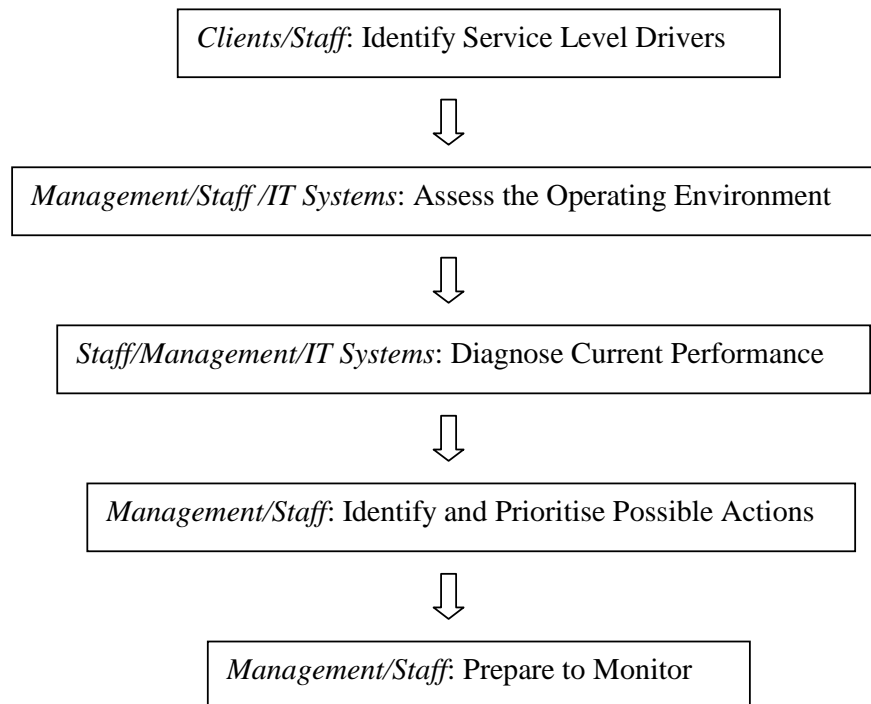 Clients/Staff: Identify Service Level Drivers
Management/Staff /IT Systems: Assess the Operating Environment
Staff/Management/IT Systems: Diagnose Current Performance
Management/Staff: Identify and Prioritise Possible Actions
Management/Staff: Prepare to Monitor